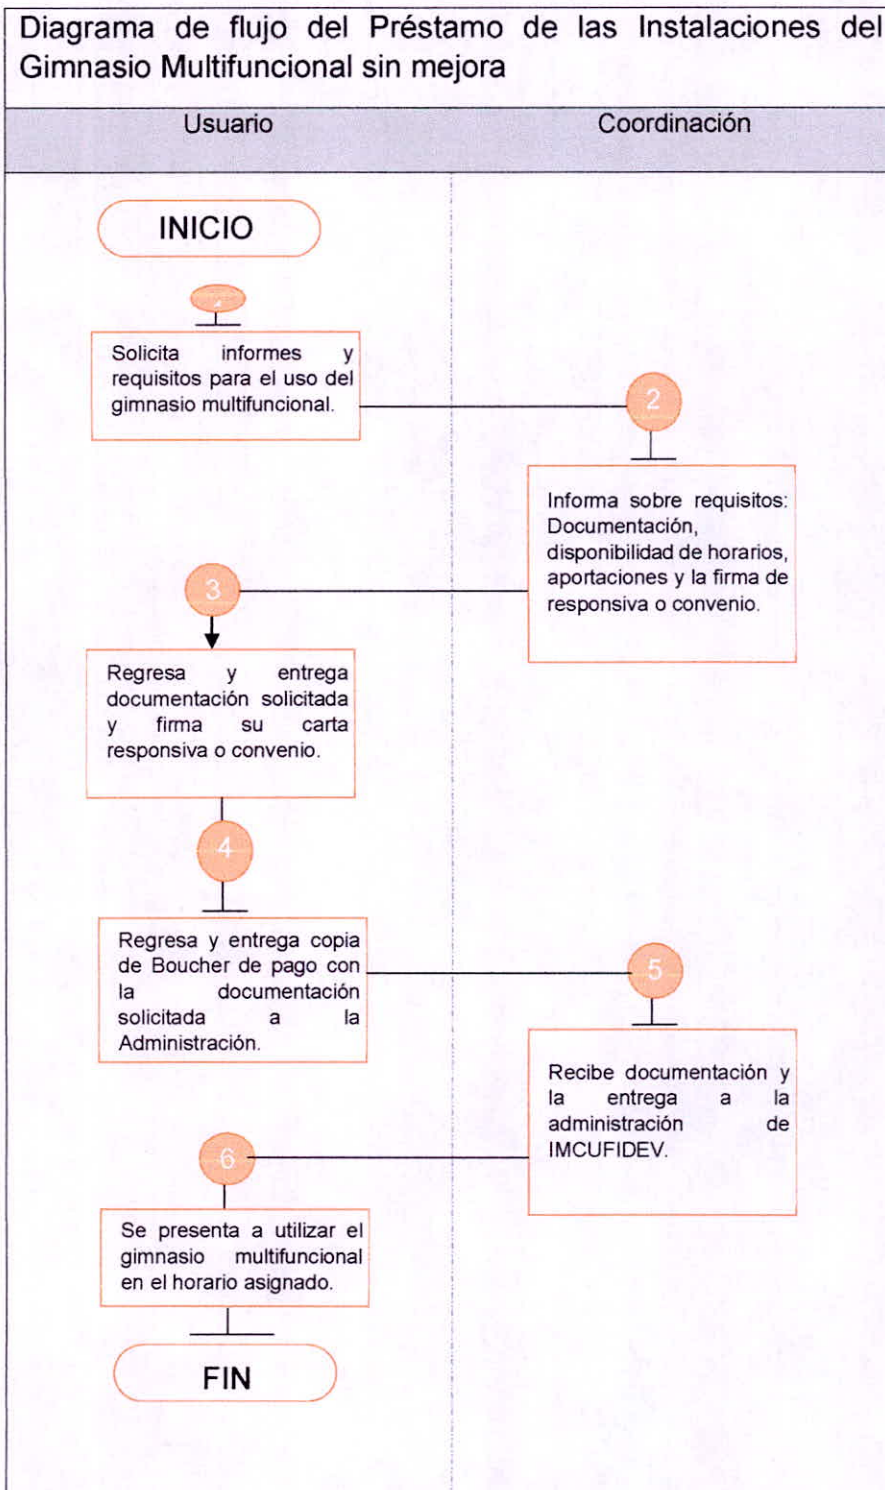 Diagrama de flujo del Préstamo de las Instalaciones del
Gimnasio Multifuncional sin mejora
Usuario
Coordinación
INICIO
Solicita informes y
requisitos para el uso del
gimnasio multifuncional.
2
Informa sobre requisitos:
Documentación,
disponibilidad de horarios,
aportaciones y la firma de
responsiva o convenio.
3
Regresa y entrega
documentación solicitada
y firma su carta
responsiva o convenio.
4
Regresa y entrega copia
de Boucher de pago con
la documentación
solicitada a la
Administración.
5
Recibe documentación y
la entrega a la
administración de
IMCUFIDEV.
6
Se presenta a utilizar el
gimnasio multifuncional
en el horario asignado.
FIN